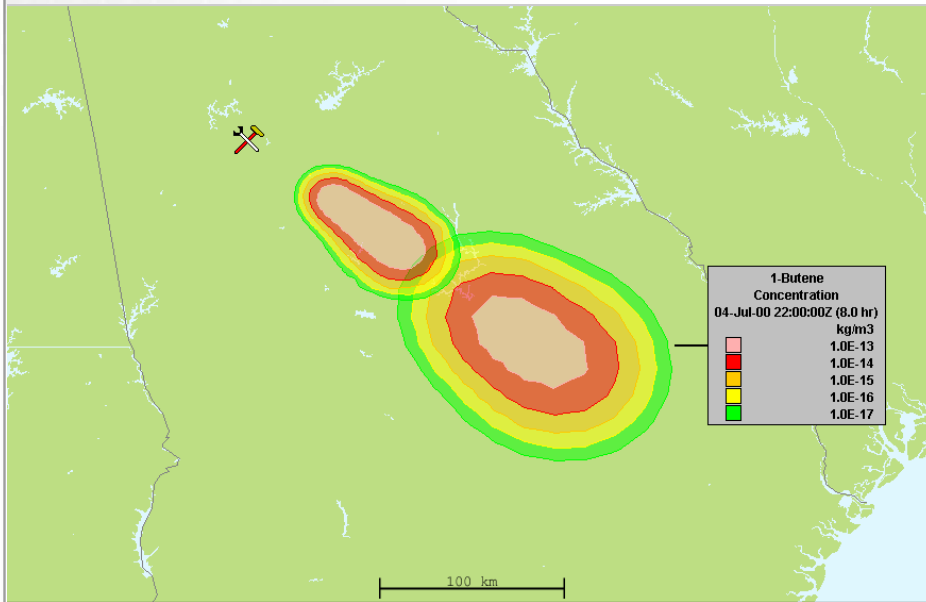 1-Butene
Concentration
04-Jul-00 22:00:00Z (8.0 hr)
kg/m3
1.0E-13
1.0E-14
1.0E-15
1.0E-16
1.0E-17
100 km